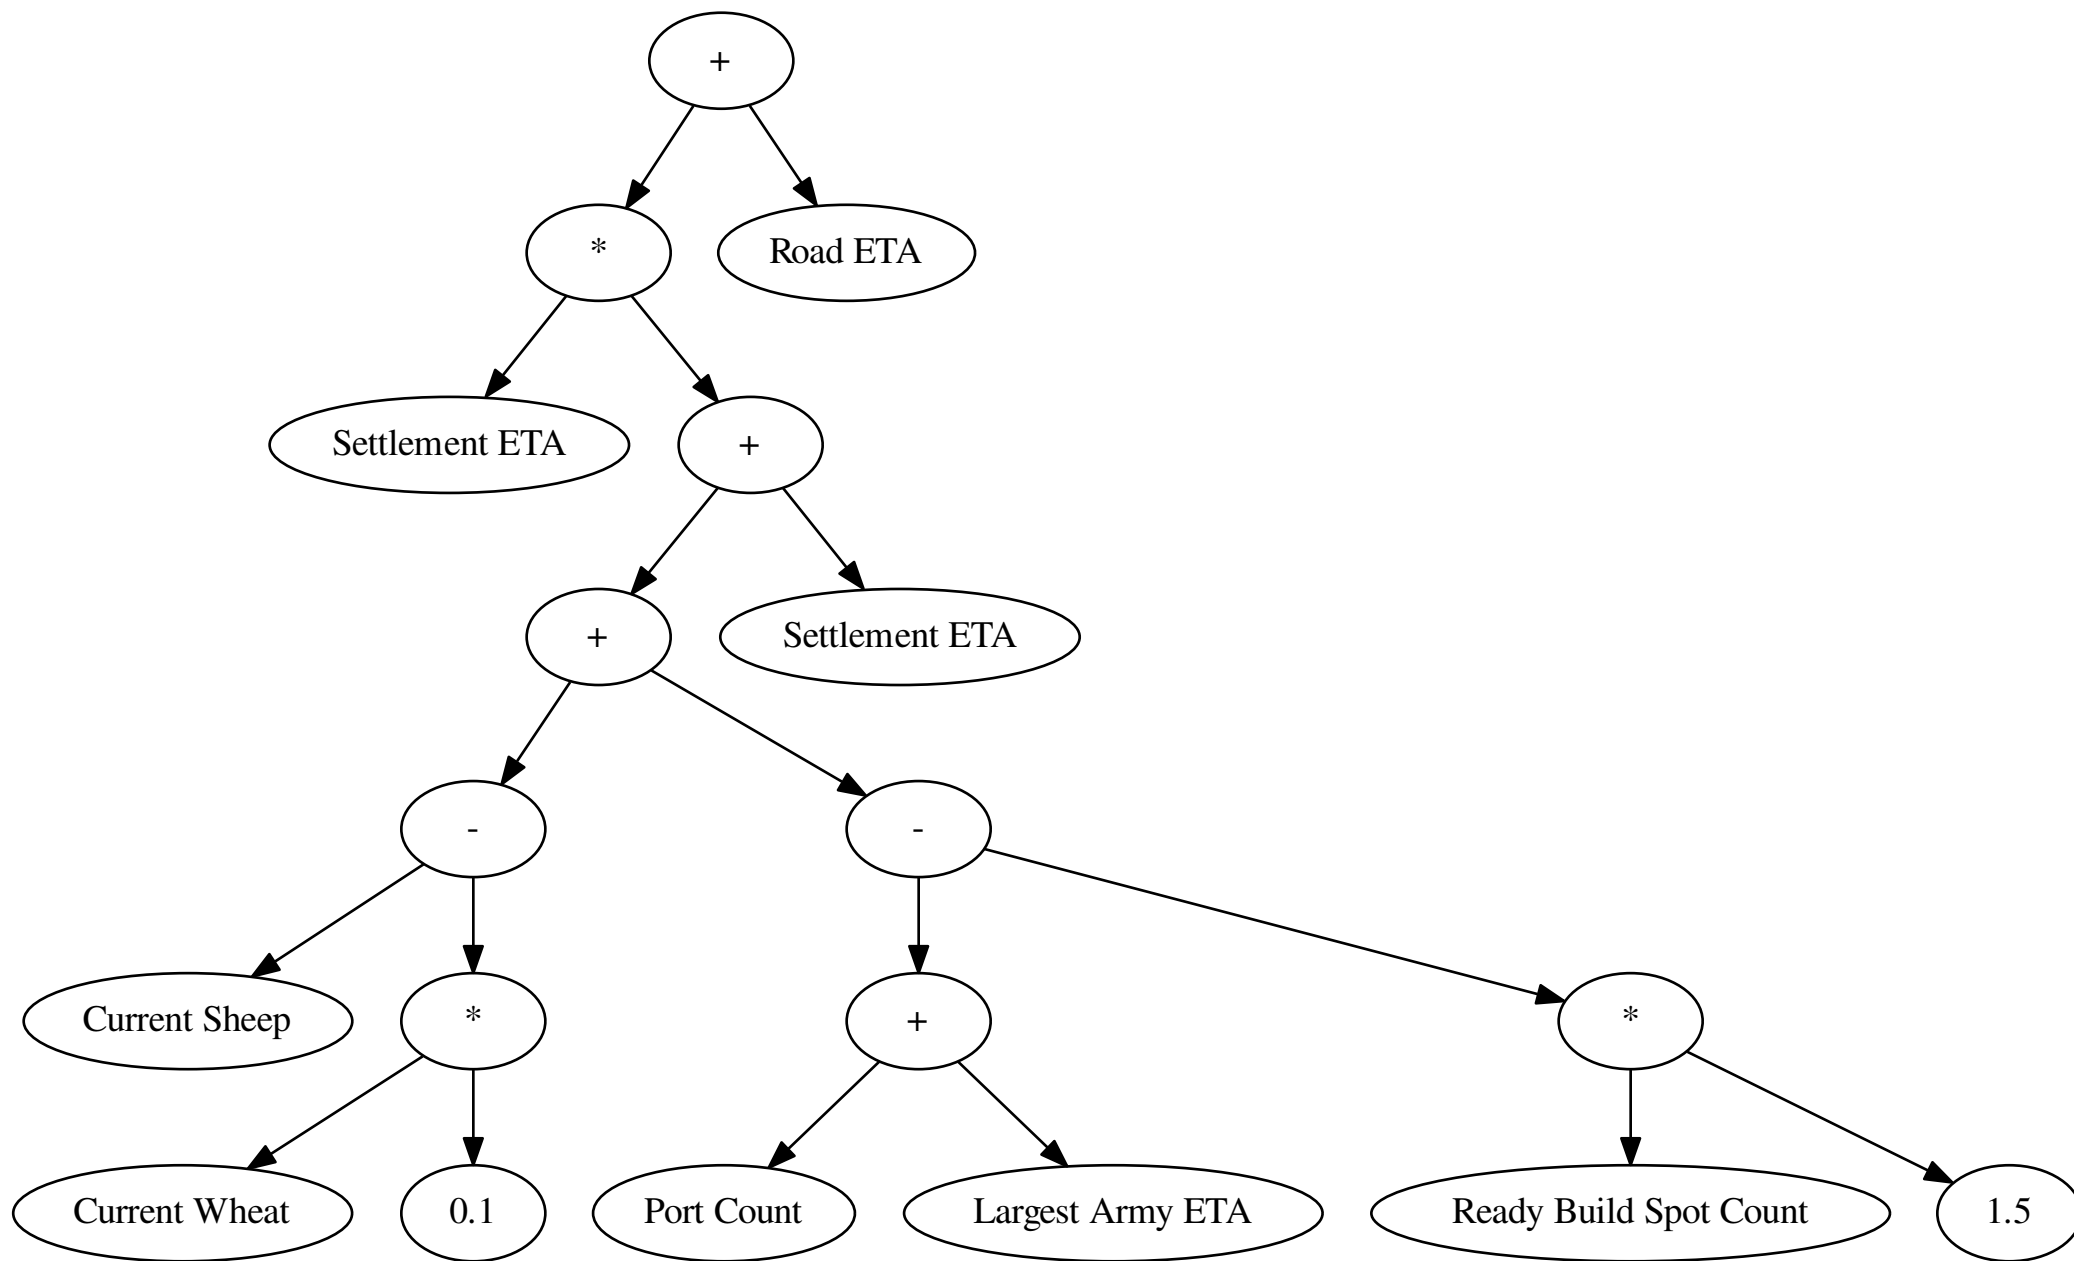 +
*
Road ETA
Settlement ETA
+
+
Settlement ETA
-
-
Current Sheep
*
+
*
Current Wheat
0.1
Port Count
Largest Army ETA
Ready Build Spot Count
1.5